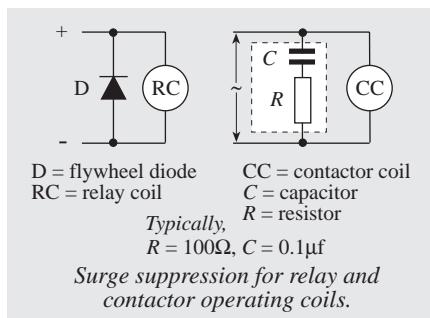 +
D
RC
-
~
C
R
CC
D = flywheel diode
RC = relay coil
CC = contactor coil
C = capacitor
R = resistor
Typically,
R = 100Ω, C = 0.1μf
Surge suppression for relay and
contactor operating coils.